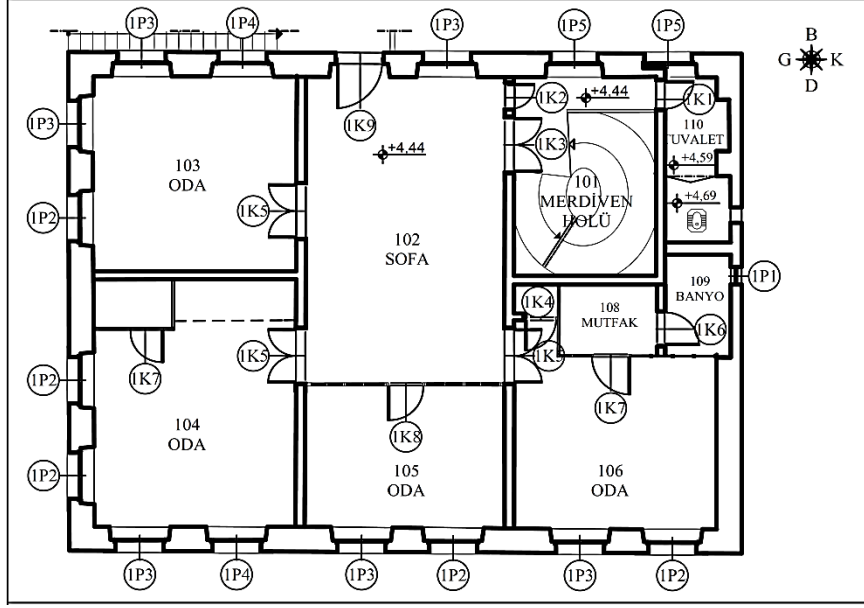 1P3
1P4
1P3
1P5
1P5
B
G
K
D
1K9
1K2
+4,44
1K1
1P3
103
ODA
+4,44
1K3
110
TUVALET
+4,59
101
MERDİVEN
HOLÜ
+4,69
1P2
1K5
102
SOFA
109
BANYO
1P1
1K4
108
MUTFAK
1K6
1K7
1K5
1P2
1K7
1K8
104
ODA
105
ODA
106
ODA
1P2
1P3
1P4
1P3
1P2
1P3
1P2